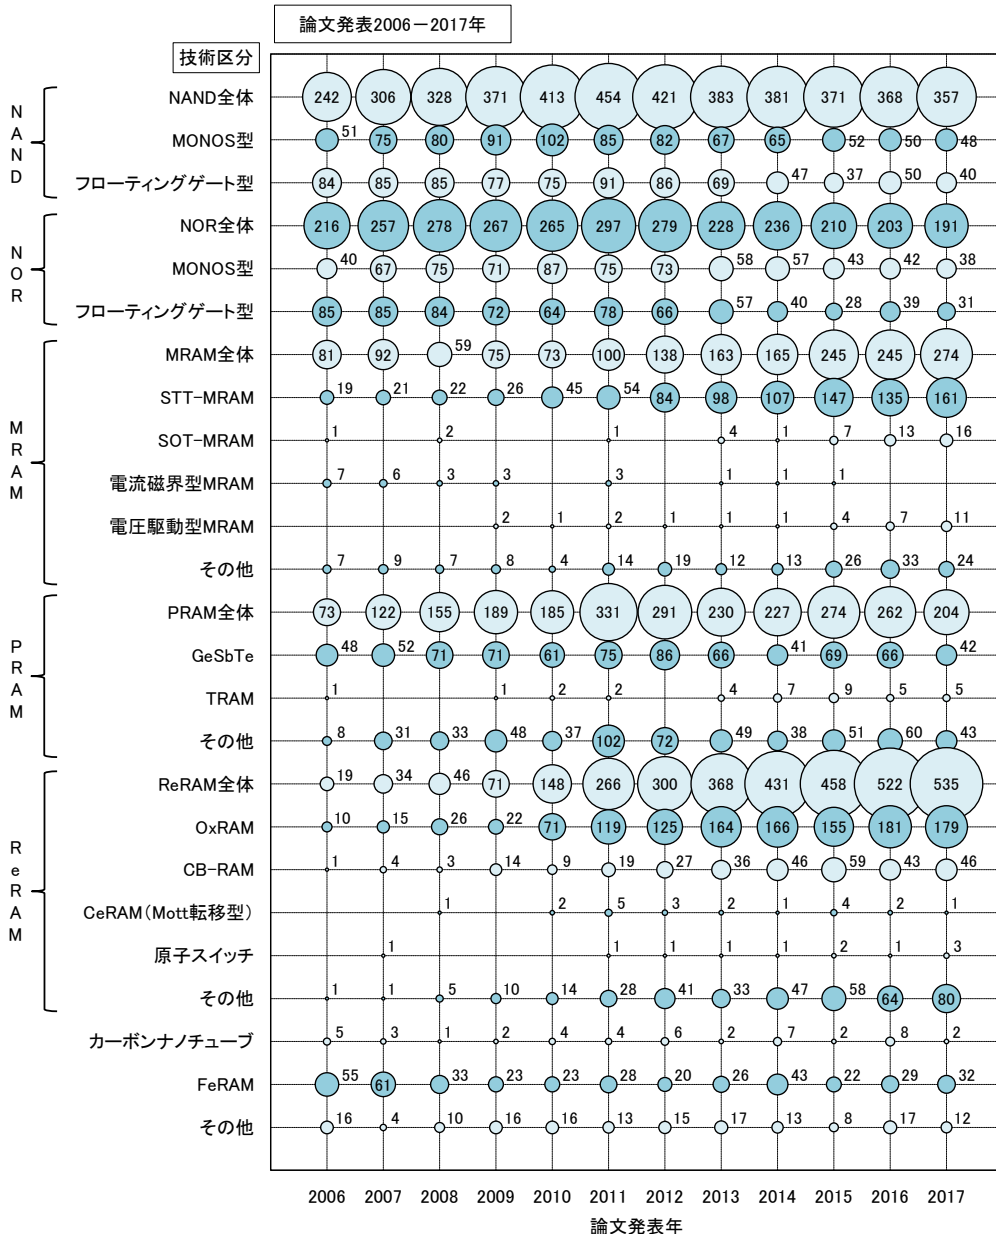 論文発表2006－2017年
技術区分
NAND
NAND全体 242 306 328 371 413 454 421 383 381 371 368 357
MONOS型 51 75 80 91 102 85 82 67 65 52 50 48
フローティングゲート型 84 85 85 77 75 91 86 69 47 37 50 40
NOR
NOR全体 216 257 278 267 265 297 279 228 236 210 203 191
MONOS型 40 67 75 71 87 75 73 58 57 43 42 38
フローティングゲート型 85 85 84 72 64 78 66 57 40 28 39 31
MRAM
MRAM全体 81 92 59 75 73 100 138 163 165 245 245 274
STT-MRAM 19 21 22 26 45 54 84 98 107 147 135 161
SOT-MRAM 1 2 1 4 1 7 13 16
電流磁界型MRAM 7 6 3 3 3 1 1 1
電圧駆動型MRAM 2 1 2 1 1 1 4 7 11
その他 7 9 7 8 4 14 19 12 13 26 33 24
PRAM
PRAM全体 73 122 155 189 185 331 291 230 227 274 262 204
GeSbTe 48 52 71 71 61 75 86 66 41 69 66 42
TRAM 1 1 2 2 4 7 9 5 5
その他 8 31 33 48 37 102 72 49 38 51 60 43
ReRAM
ReRAM全体 19 34 46 71 148 266 300 368 431 458 522 535
OxRAM 10 15 26 22 71 119 125 164 166 155 181 179
CB-RAM 1 4 3 14 9 19 27 36 46 59 43 46
CeRAM（Mott転移型） 1 2 5 3 2 1 4 2 1
原子スイッチ 1 1 1 1 1 2 1 3
その他 1 1 5 10 14 28 41 33 47 58 64 80
カーボンナノチューブ 5 3 1 2 4 4 6 2 7 2 8 2
FeRAM 55 61 33 23 23 28 20 26 43 22 29 32
その他 16 4 10 16 16 13 15 17 13 8 17 12
2006 2007 2008 2009 2010 2011 2012 2013 2014 2015 2016 2017
論文発表年